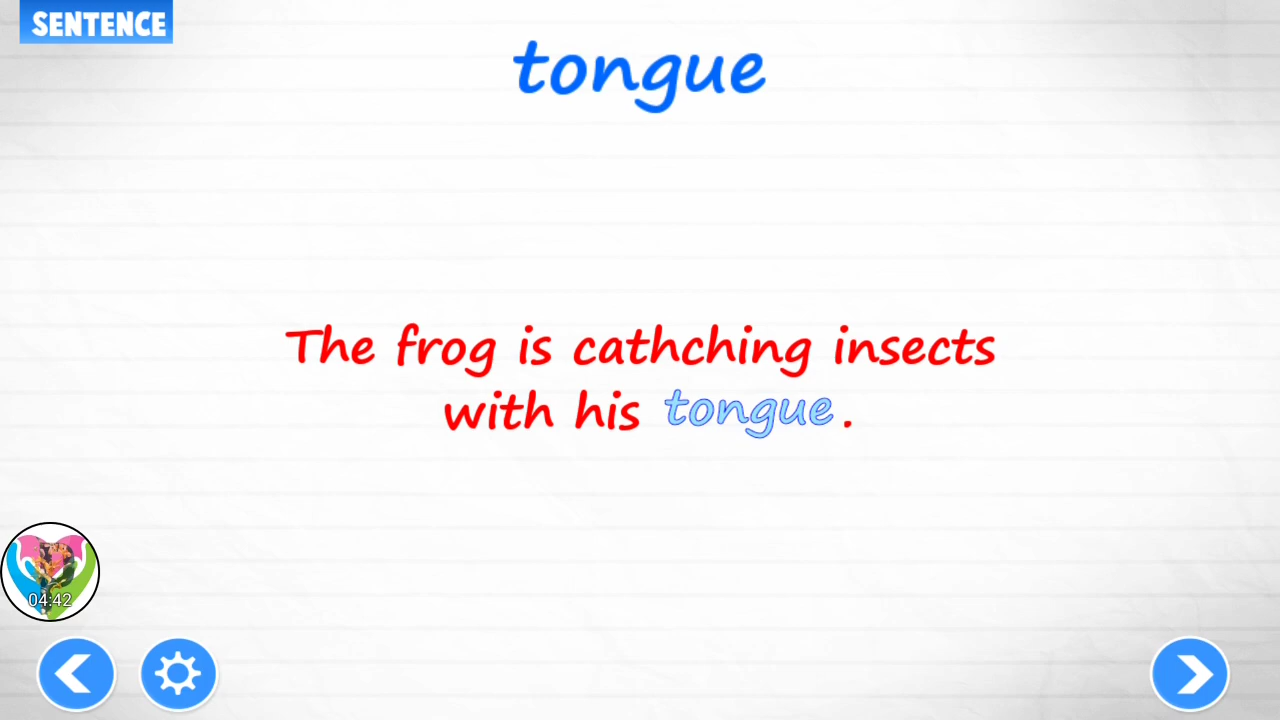 SENTENCE
tongue
The frog is cathching insects
with his tongue.
04:42